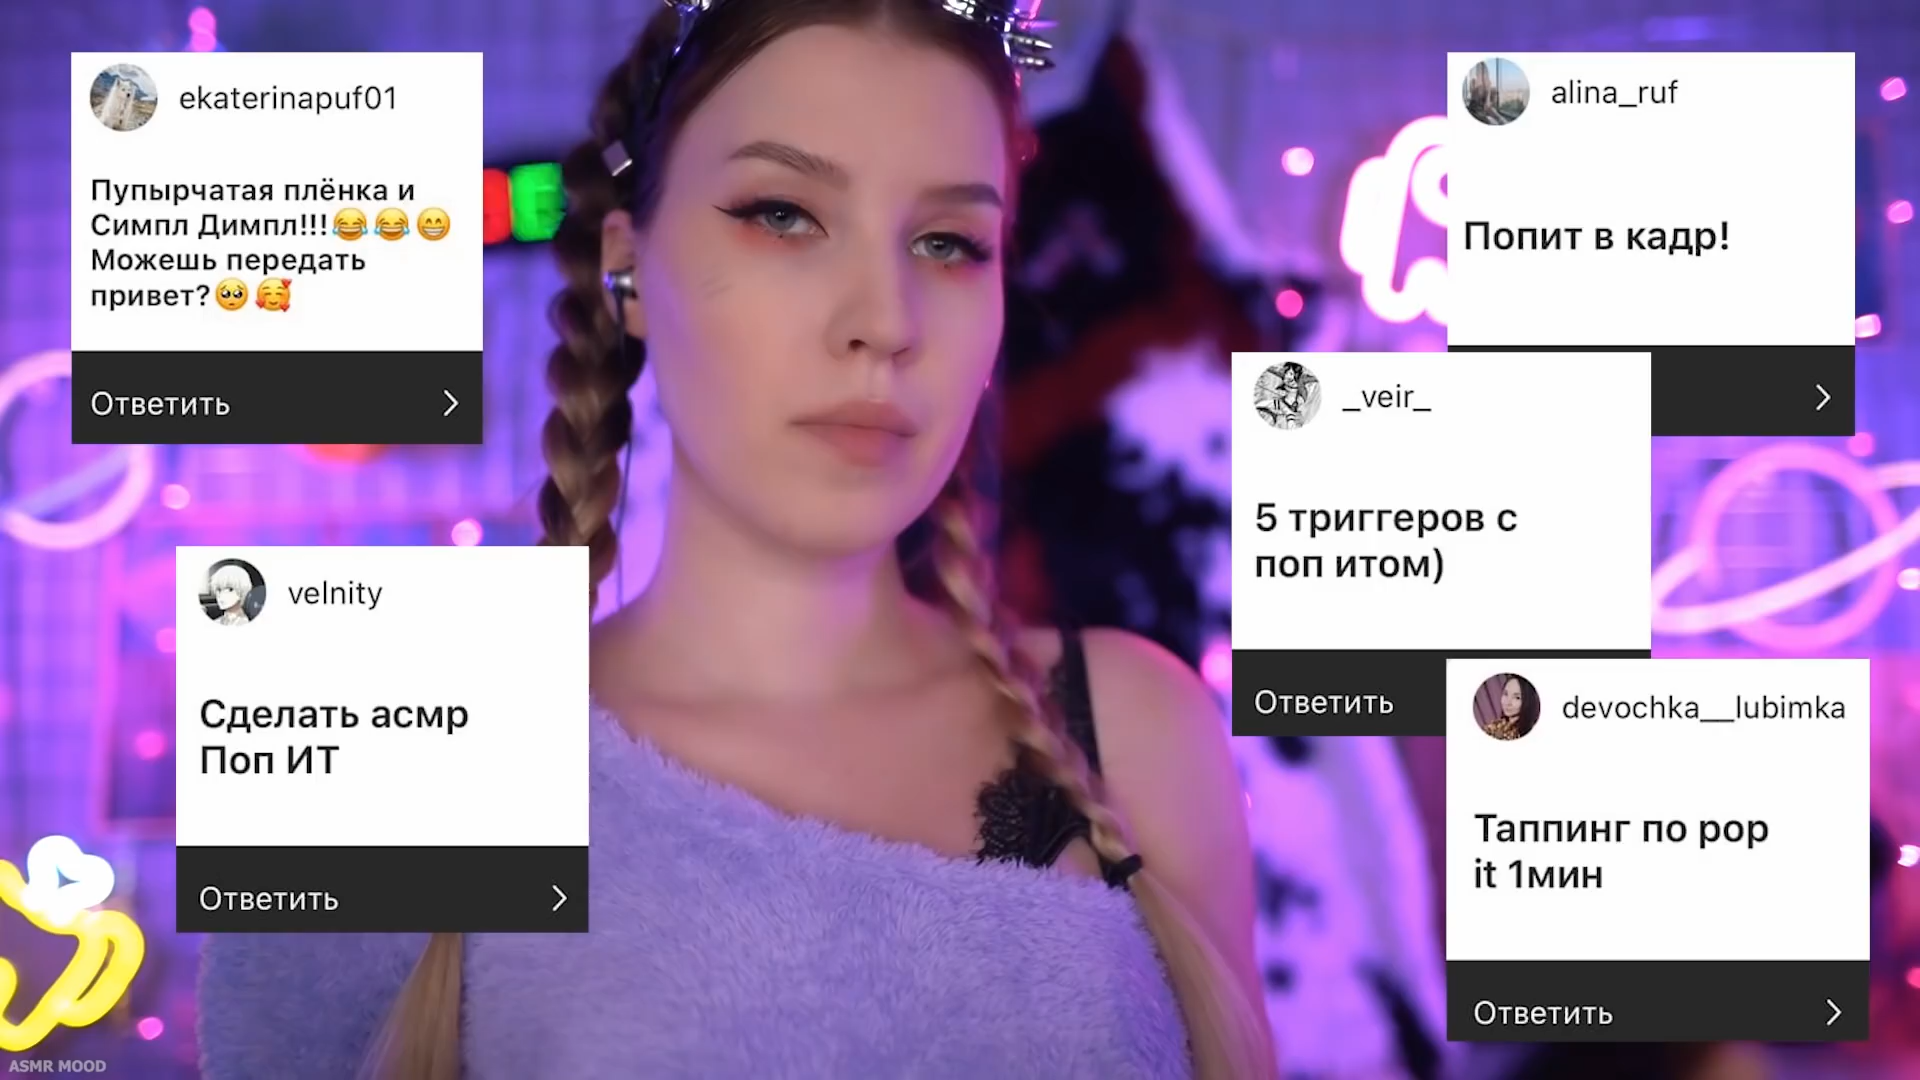 ekaterinapuf01
Пупырчатая плёнка и
Симпл Димпл!!!😂😂😁
Можешь передать
привет?🥺🥰
Ответить
velnity
Сделать асмр
Поп ИТ
Ответить
alina_ruf
Попит в кадр!
_veir_
5 триггеров с
поп итом)
Ответить
devochka__lubimka
Таппинг по pop
it 1мин
Ответить
ASMR MOOD